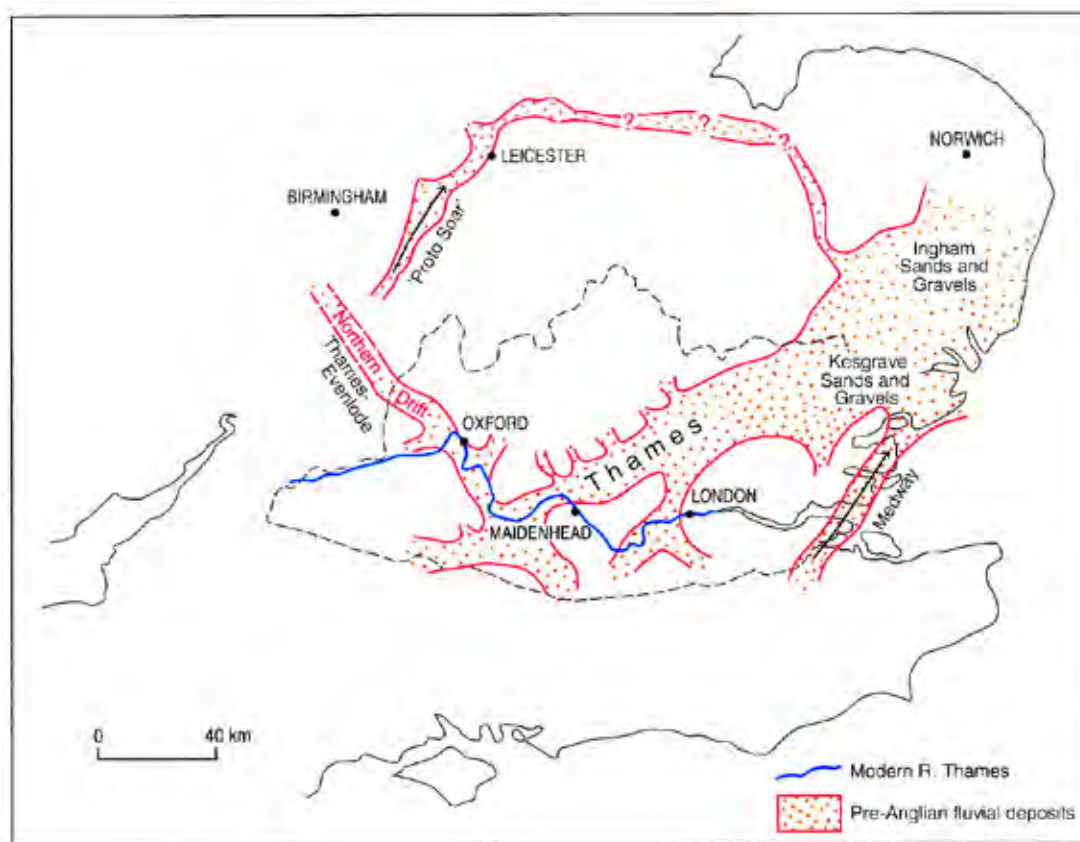 NORWICH
LEICESTER
BIRMINGHAM
'Proto Soar'
Ingham
Sands and
Gravels
? ? ?
Northern
Drift
Thames-
Evenlode
Kesgrave
Sands and
Gravels
OXFORD
Thames
LONDON
MAIDENHEAD
Medway
0 40 km
Modern R. Thames
Pre-Anglian fluvial deposits